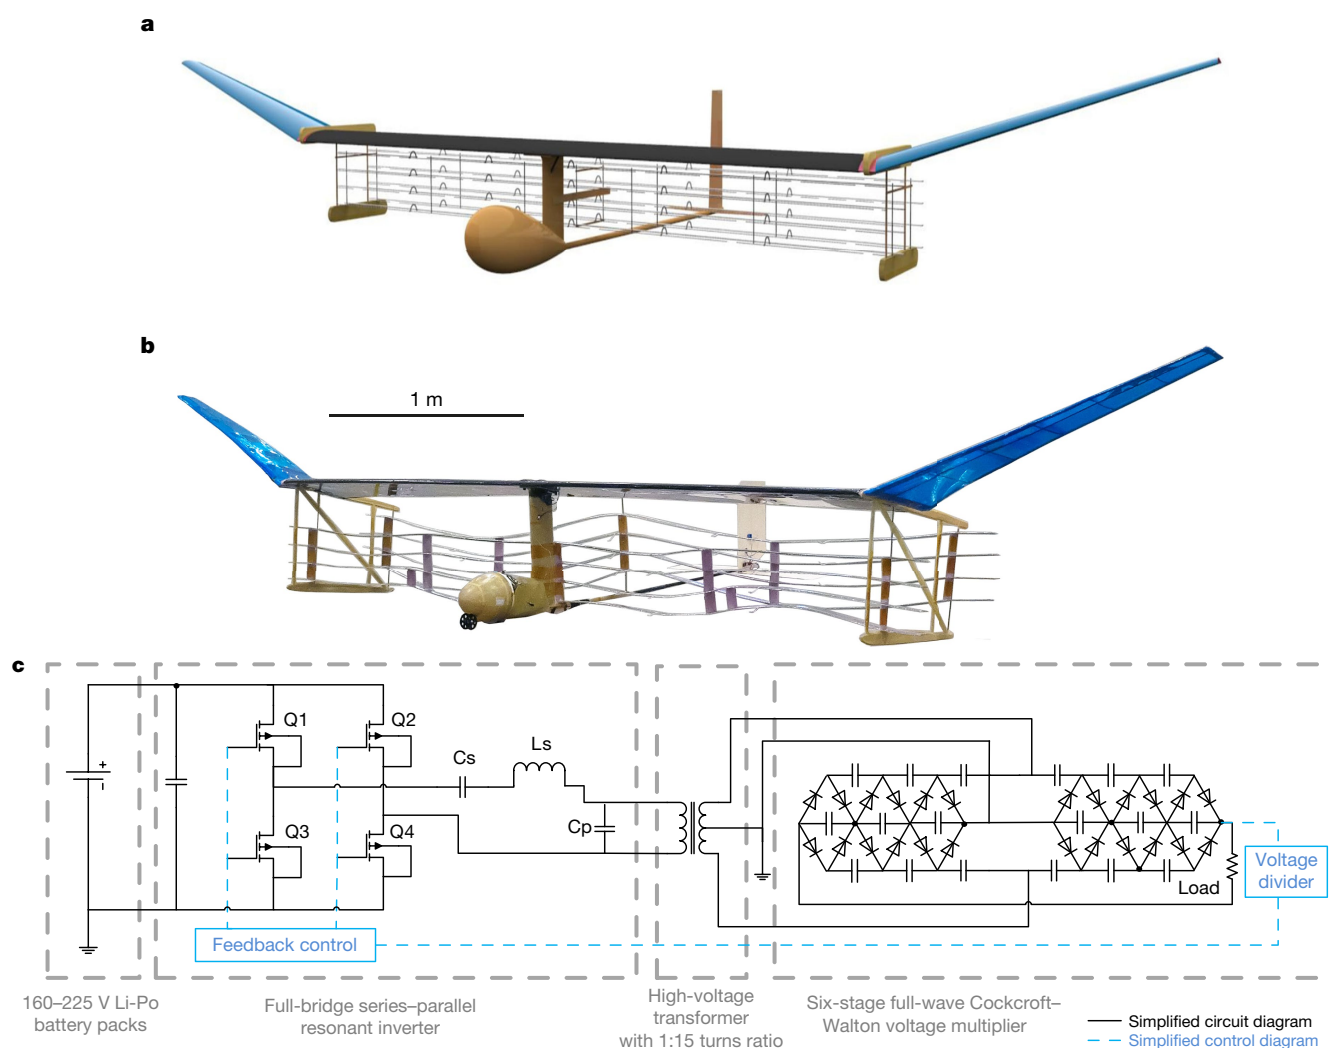 a
b
1 m
c
Q1
Q2
Cs
Ls
+
Q3
Q4
Cp
Load
Voltage
divider
Feedback control
160–225 V Li-Po
battery packs
Full-bridge series–parallel
resonant inverter
High-voltage
transformer
with 1:15 turns ratio
Six-stage full-wave Cockcroft–
Walton voltage multiplier
Simplified circuit diagram
Simplified control diagram